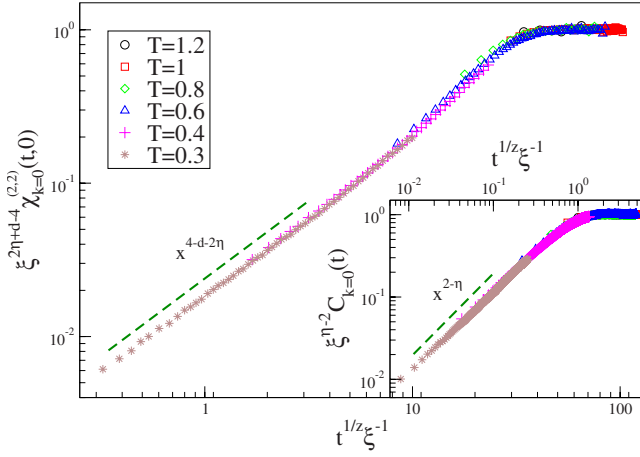 ξ^{2η+d-4} χ_{k=0}^{(2,2)}(t,0)
10^0
10^{-1}
10^{-2}
T=1.2
T=1
T=0.8
T=0.6
T=0.4
T=0.3
x^{4-d-2η}
1
10
100
t^{1/z}ξ^{-1}
t^{1/z}ξ^{-1}
10^{-2}
10^{-1}
10^0
ξ^{η-2} C_{k=0}(t)
10^0
10^{-1}
10^{-2}
x^{2-η}